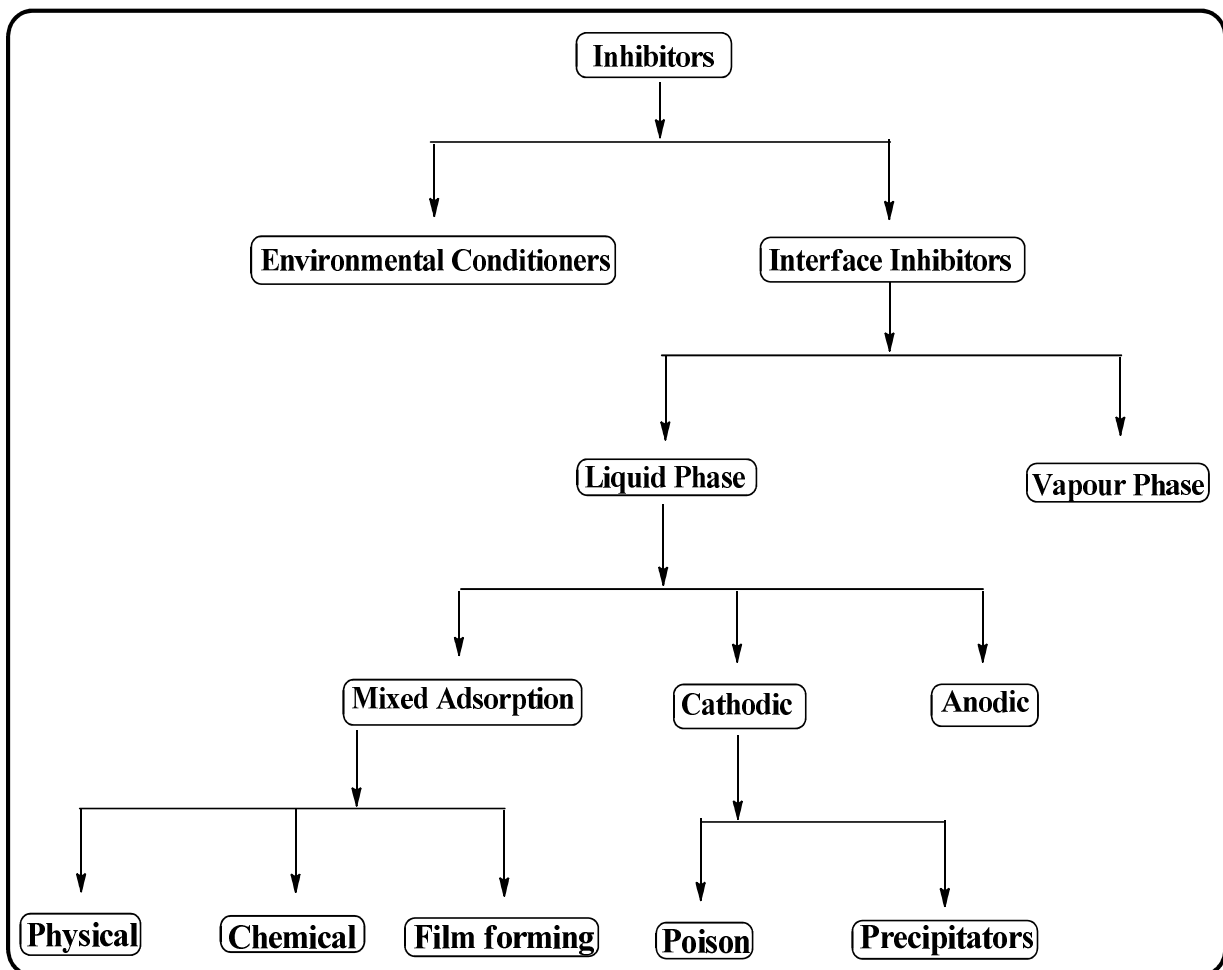 Inhibitors
Environmental Conditioners
Interface Inhibitors
Liquid Phase
Vapour Phase
Mixed Adsorption
Cathodic
Anodic
Physical
Chemical
Film forming
Poison
Precipitators